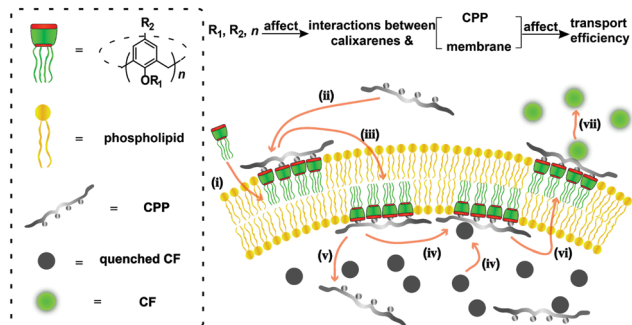 R2
=
( )n
OR1
phospholipid
=
= CPP
= quenched CF
= CF
R1, R2, n affect interactions between calixarenes & CPP membrane affect transport efficiency
(i)
(ii)
(iii)
(v)
(iv)
(iv)
(vi)
(vii)